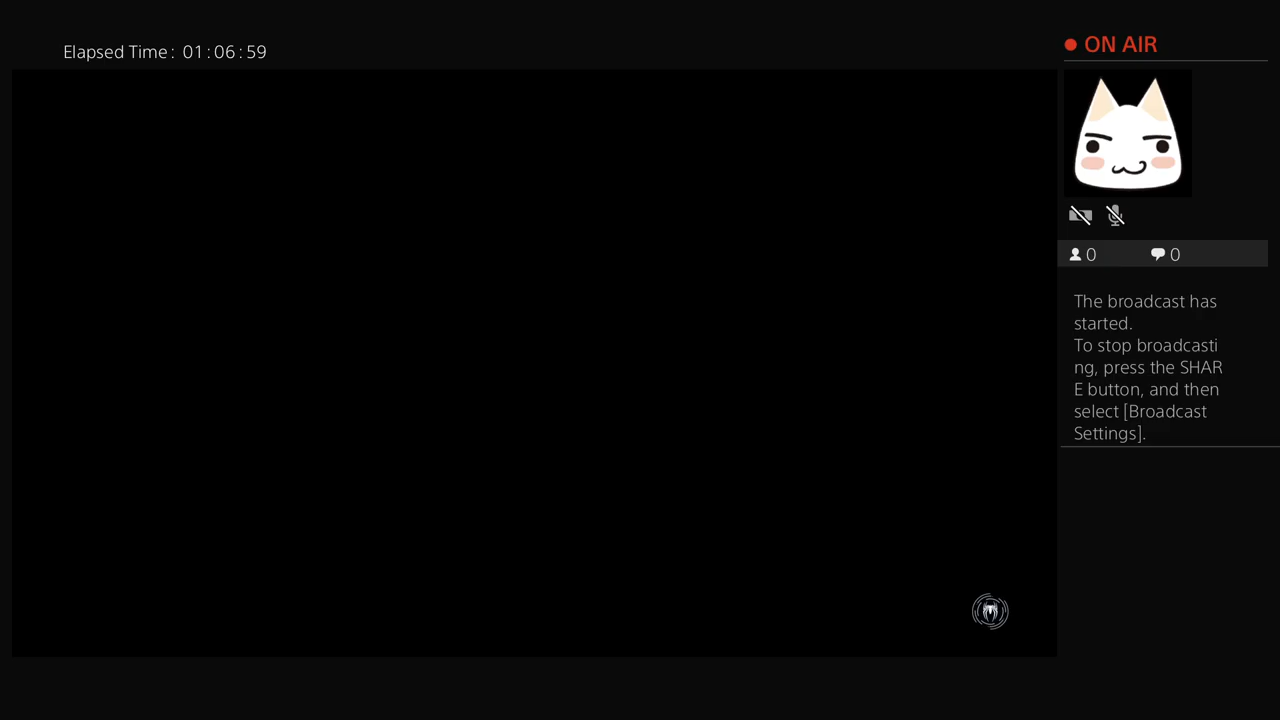 Elapsed Time: 01:06:59
ON AIR
0 0
The broadcast has
started.
To stop broadcasti
ng, press the SHAR
E button, and then
select [Broadcast
Settings].